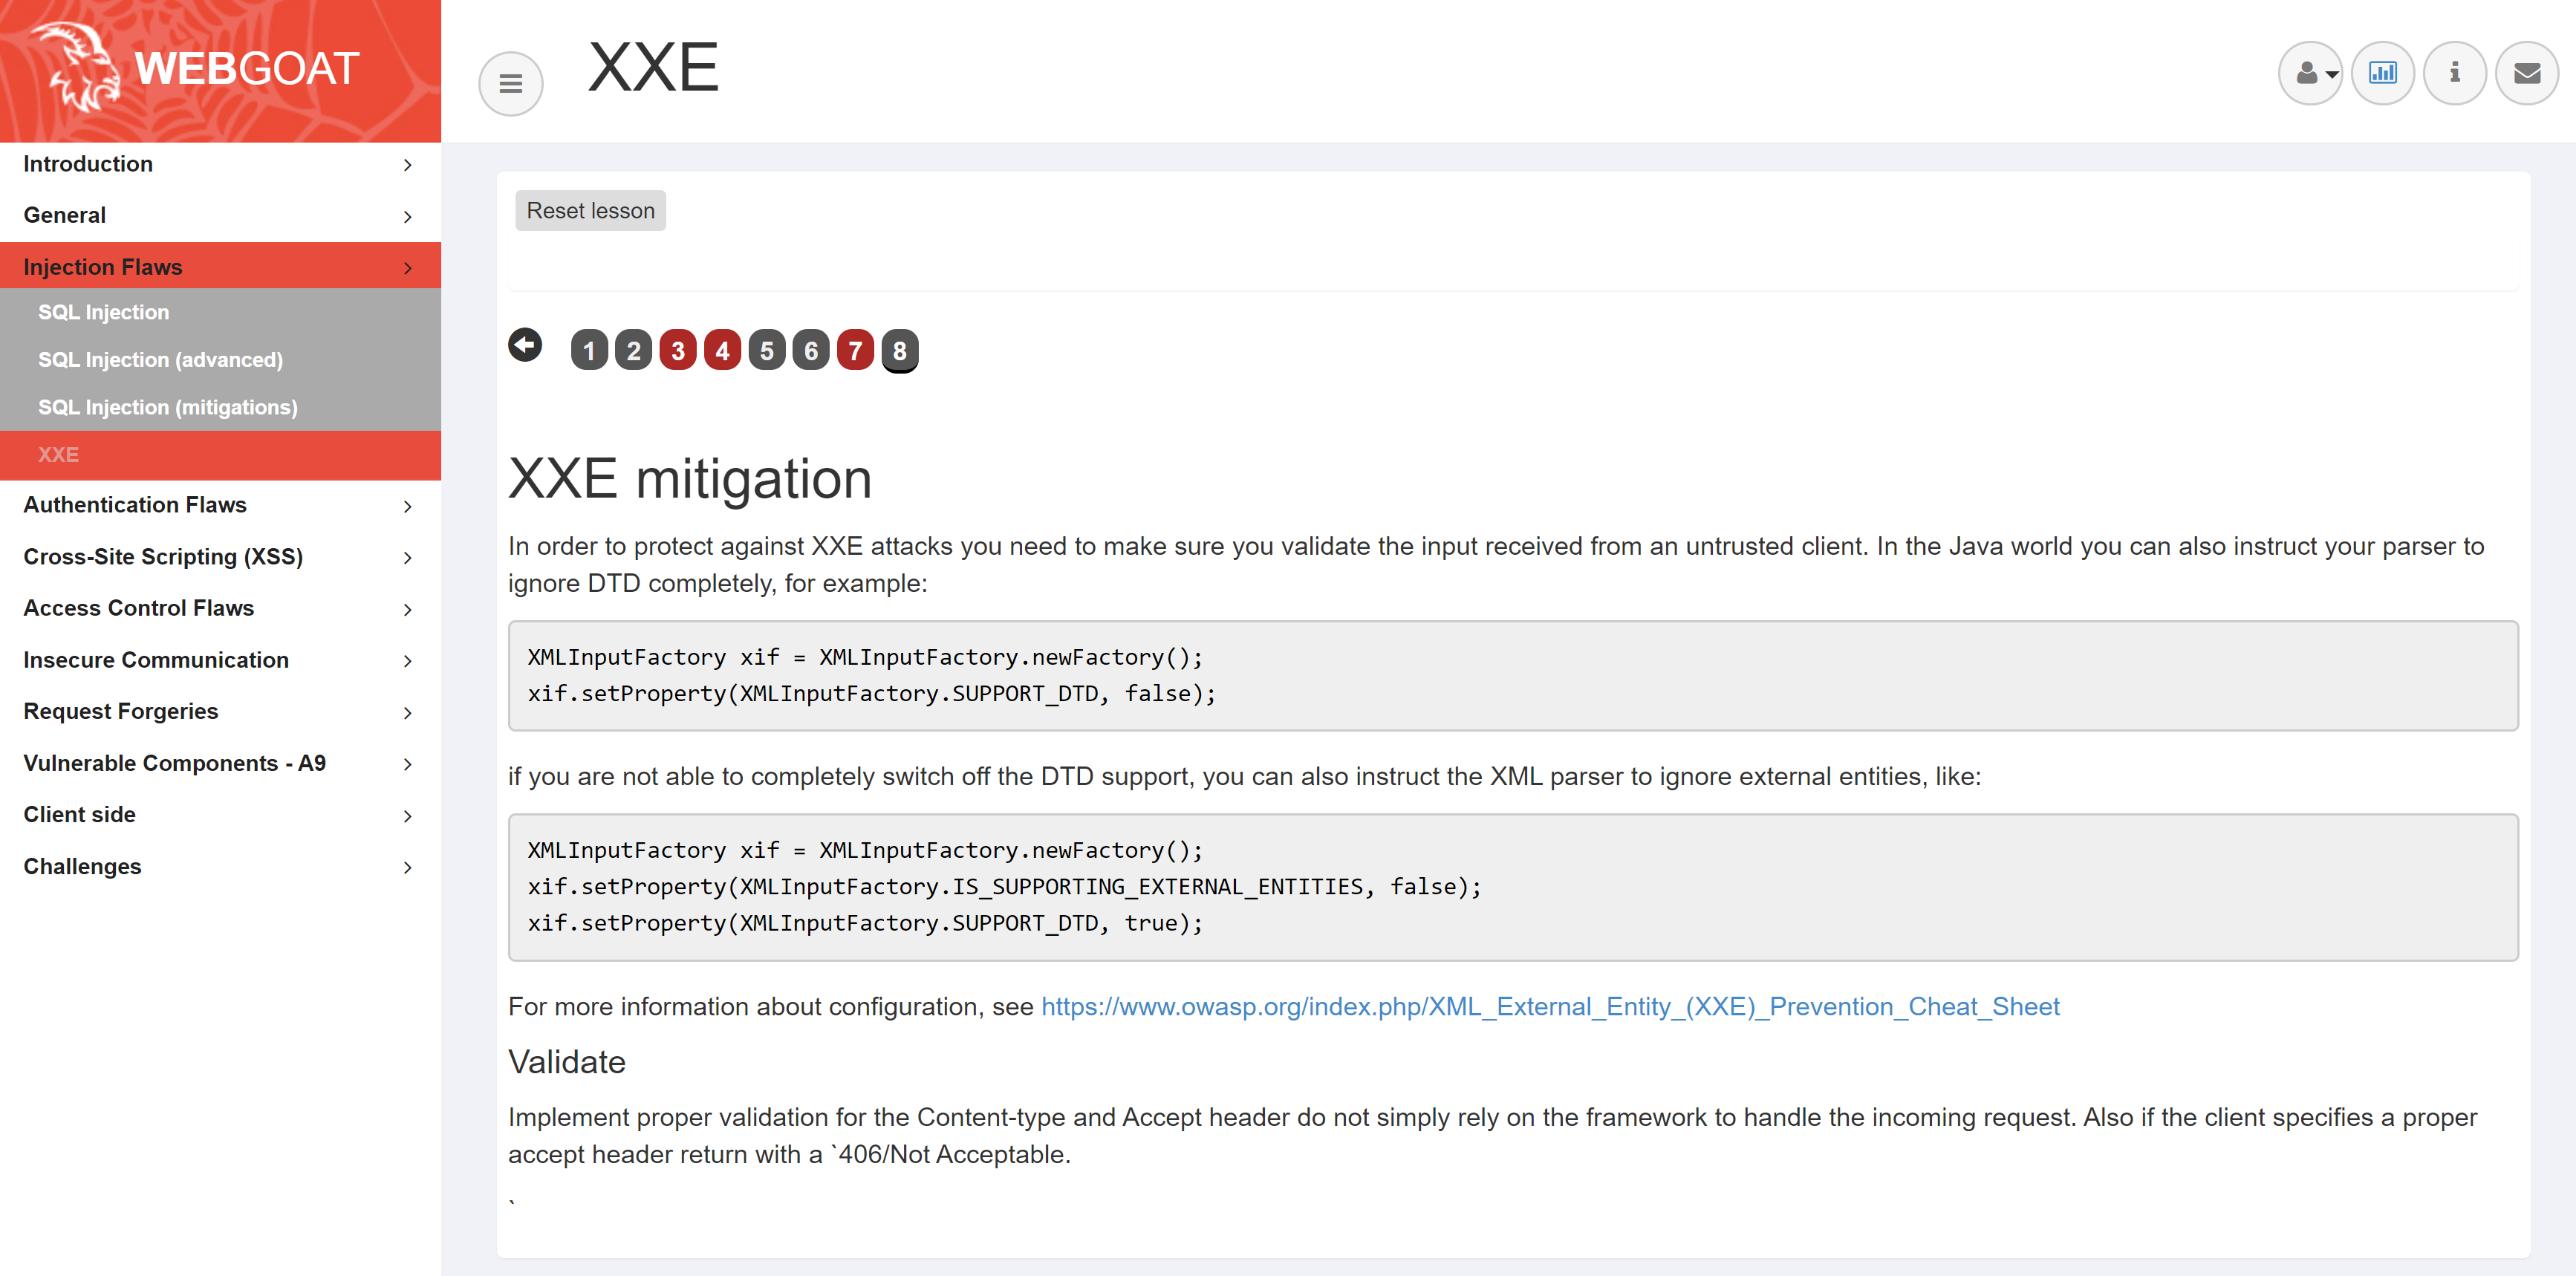 WEBGOAT
XXE
Introduction
General
Injection Flaws
SQL Injection
SQL Injection (advanced)
SQL Injection (mitigations)
XXE
Authentication Flaws
Cross-Site Scripting (XSS)
Access Control Flaws
Insecure Communication
Request Forgeries
Vulnerable Components - A9
Client side
Challenges
Reset lesson
1 2 3 4 5 6 7 8
XXE mitigation
In order to protect against XXE attacks you need to make sure you validate the input received from an untrusted client. In the Java world you can also instruct your parser to
ignore DTD completely, for example:
XMLInputFactory xif = XMLInputFactory.newFactory();
xif.setProperty(XMLInputFactory.SUPPORT_DTD, false);
if you are not able to completely switch off the DTD support, you can also instruct the XML parser to ignore external entities, like:
XMLInputFactory xif = XMLInputFactory.newFactory();
xif.setProperty(XMLInputFactory.IS_SUPPORTING_EXTERNAL_ENTITIES, false);
xif.setProperty(XMLInputFactory.SUPPORT_DTD, true);
For more information about configuration, see https://www.owasp.org/index.php/XML_External_Entity_(XXE)_Prevention_Cheat_Sheet
Validate
Implement proper validation for the Content-type and Accept header do not simply rely on the framework to handle the incoming request. Also if the client specifies a proper
accept header return with a `406/Not Acceptable.
`